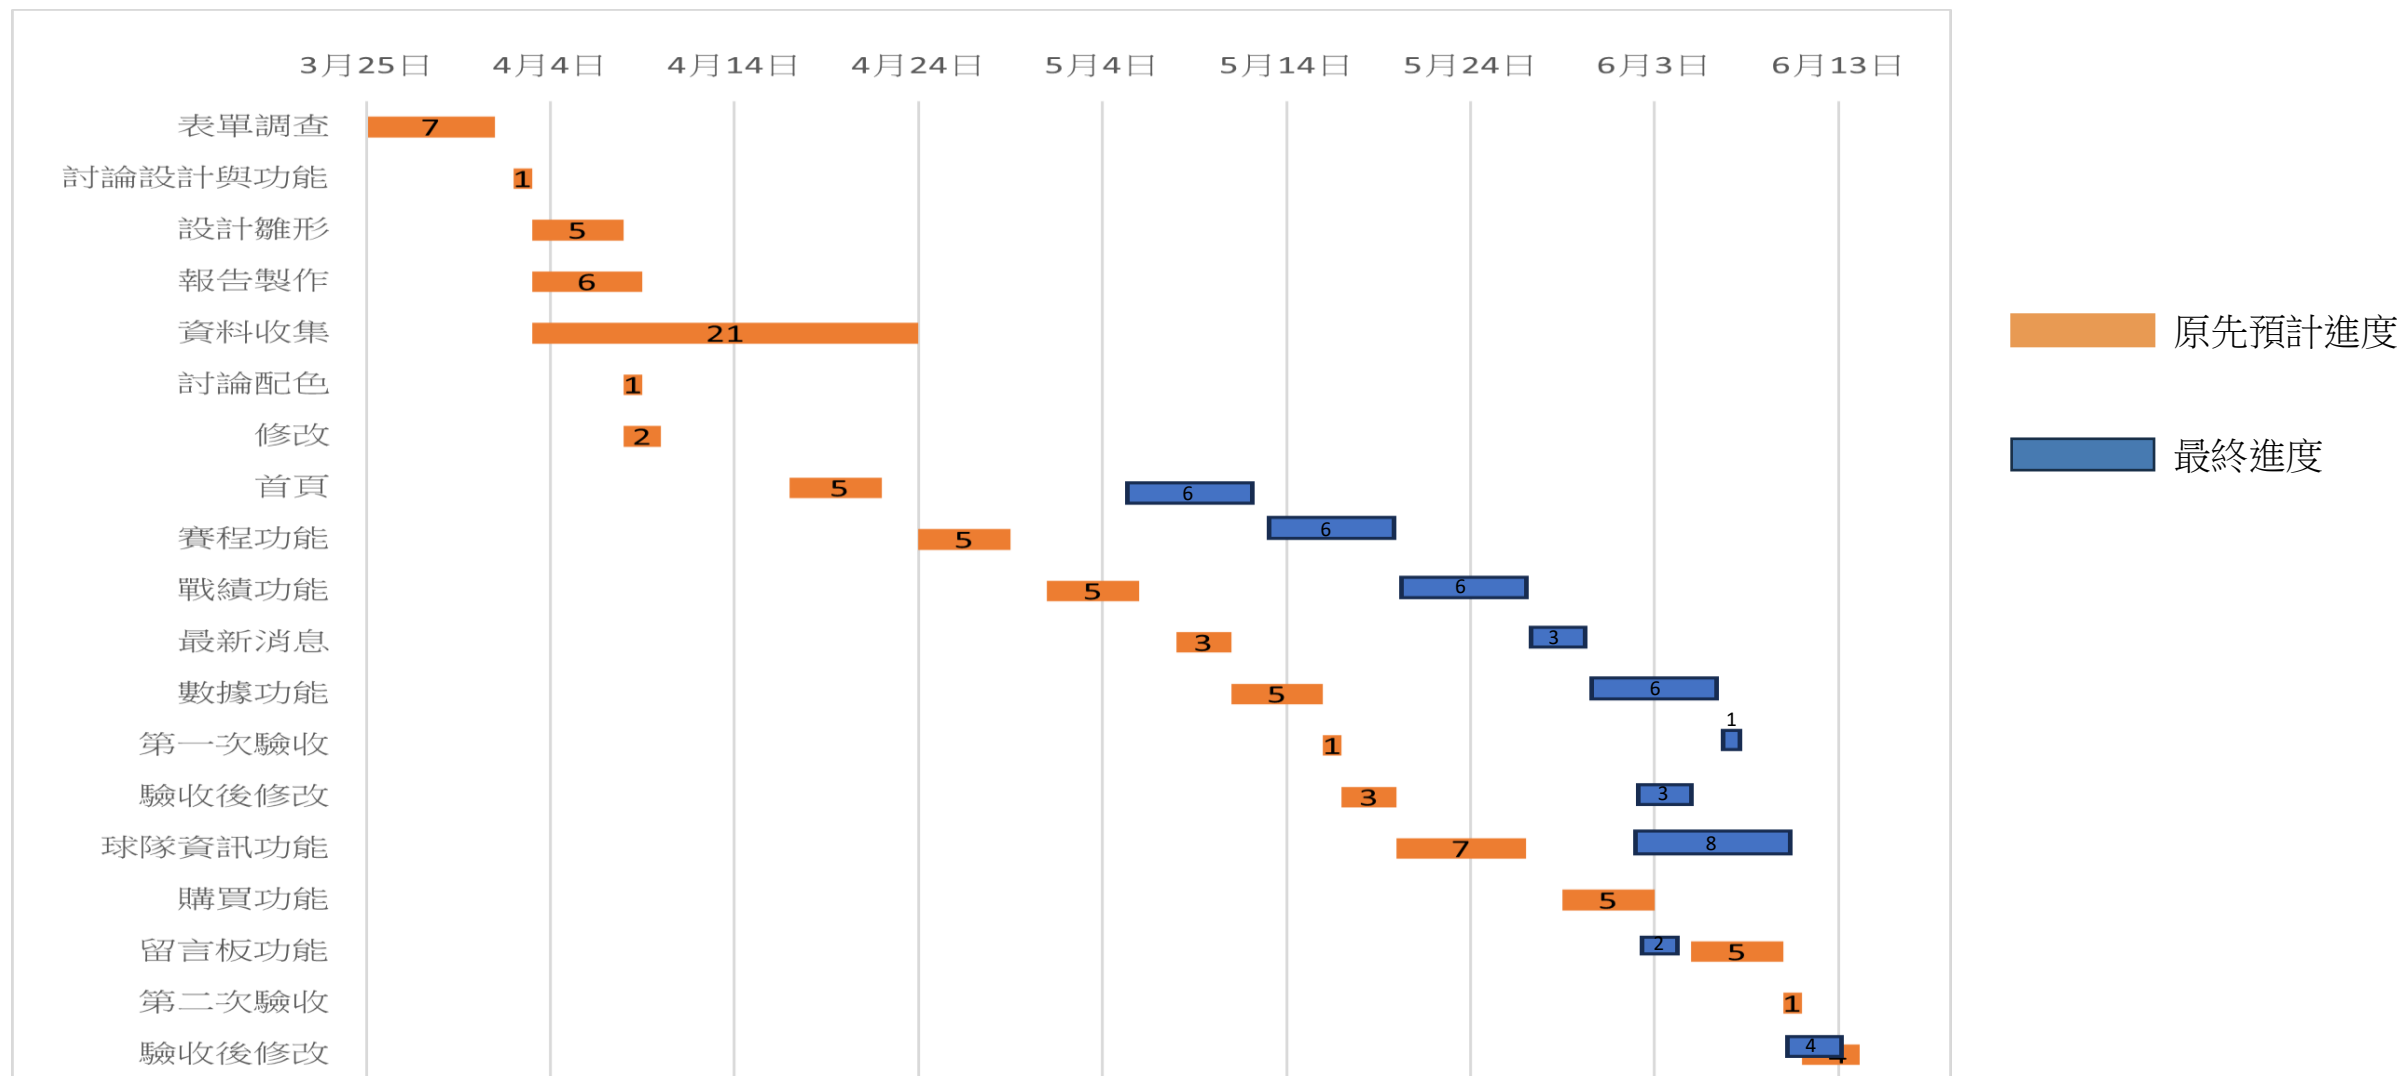 3月25日 4月4日 4月14日 4月24日 5月4日 5月14日 5月24日 6月3日 6月13日
表單調查 7
討論設計與功能 1
設計雛形 5
報告製作 6
資料收集 21
討論配色 1
修改 2
首頁 5 6
賽程功能 5 6
戰績功能 5 6
最新消息 3 3
數據功能 5 6
第一次驗收 1 1
驗收後修改 3 3
球隊資訊功能 7 8
購買功能 5
留言板功能 2 5
第二次驗收 1
驗收後修改 4 4
原先預計進度
最終進度